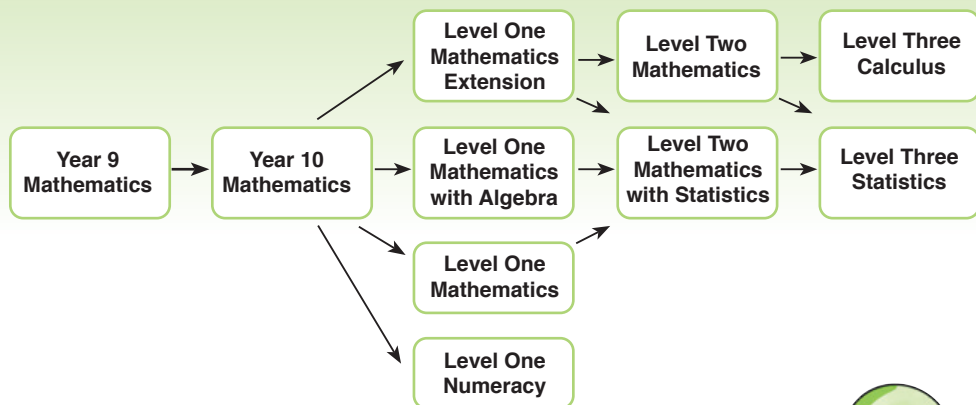 Level One
Mathematics
Extension
Level Two
Mathematics
Level Three
Calculus
Year 9
Mathematics
Year 10
Mathematics
Level One
Mathematics
with Algebra
Level Two
Mathematics
with Statistics
Level Three
Statistics
Level One
Mathematics
Level One
Numeracy